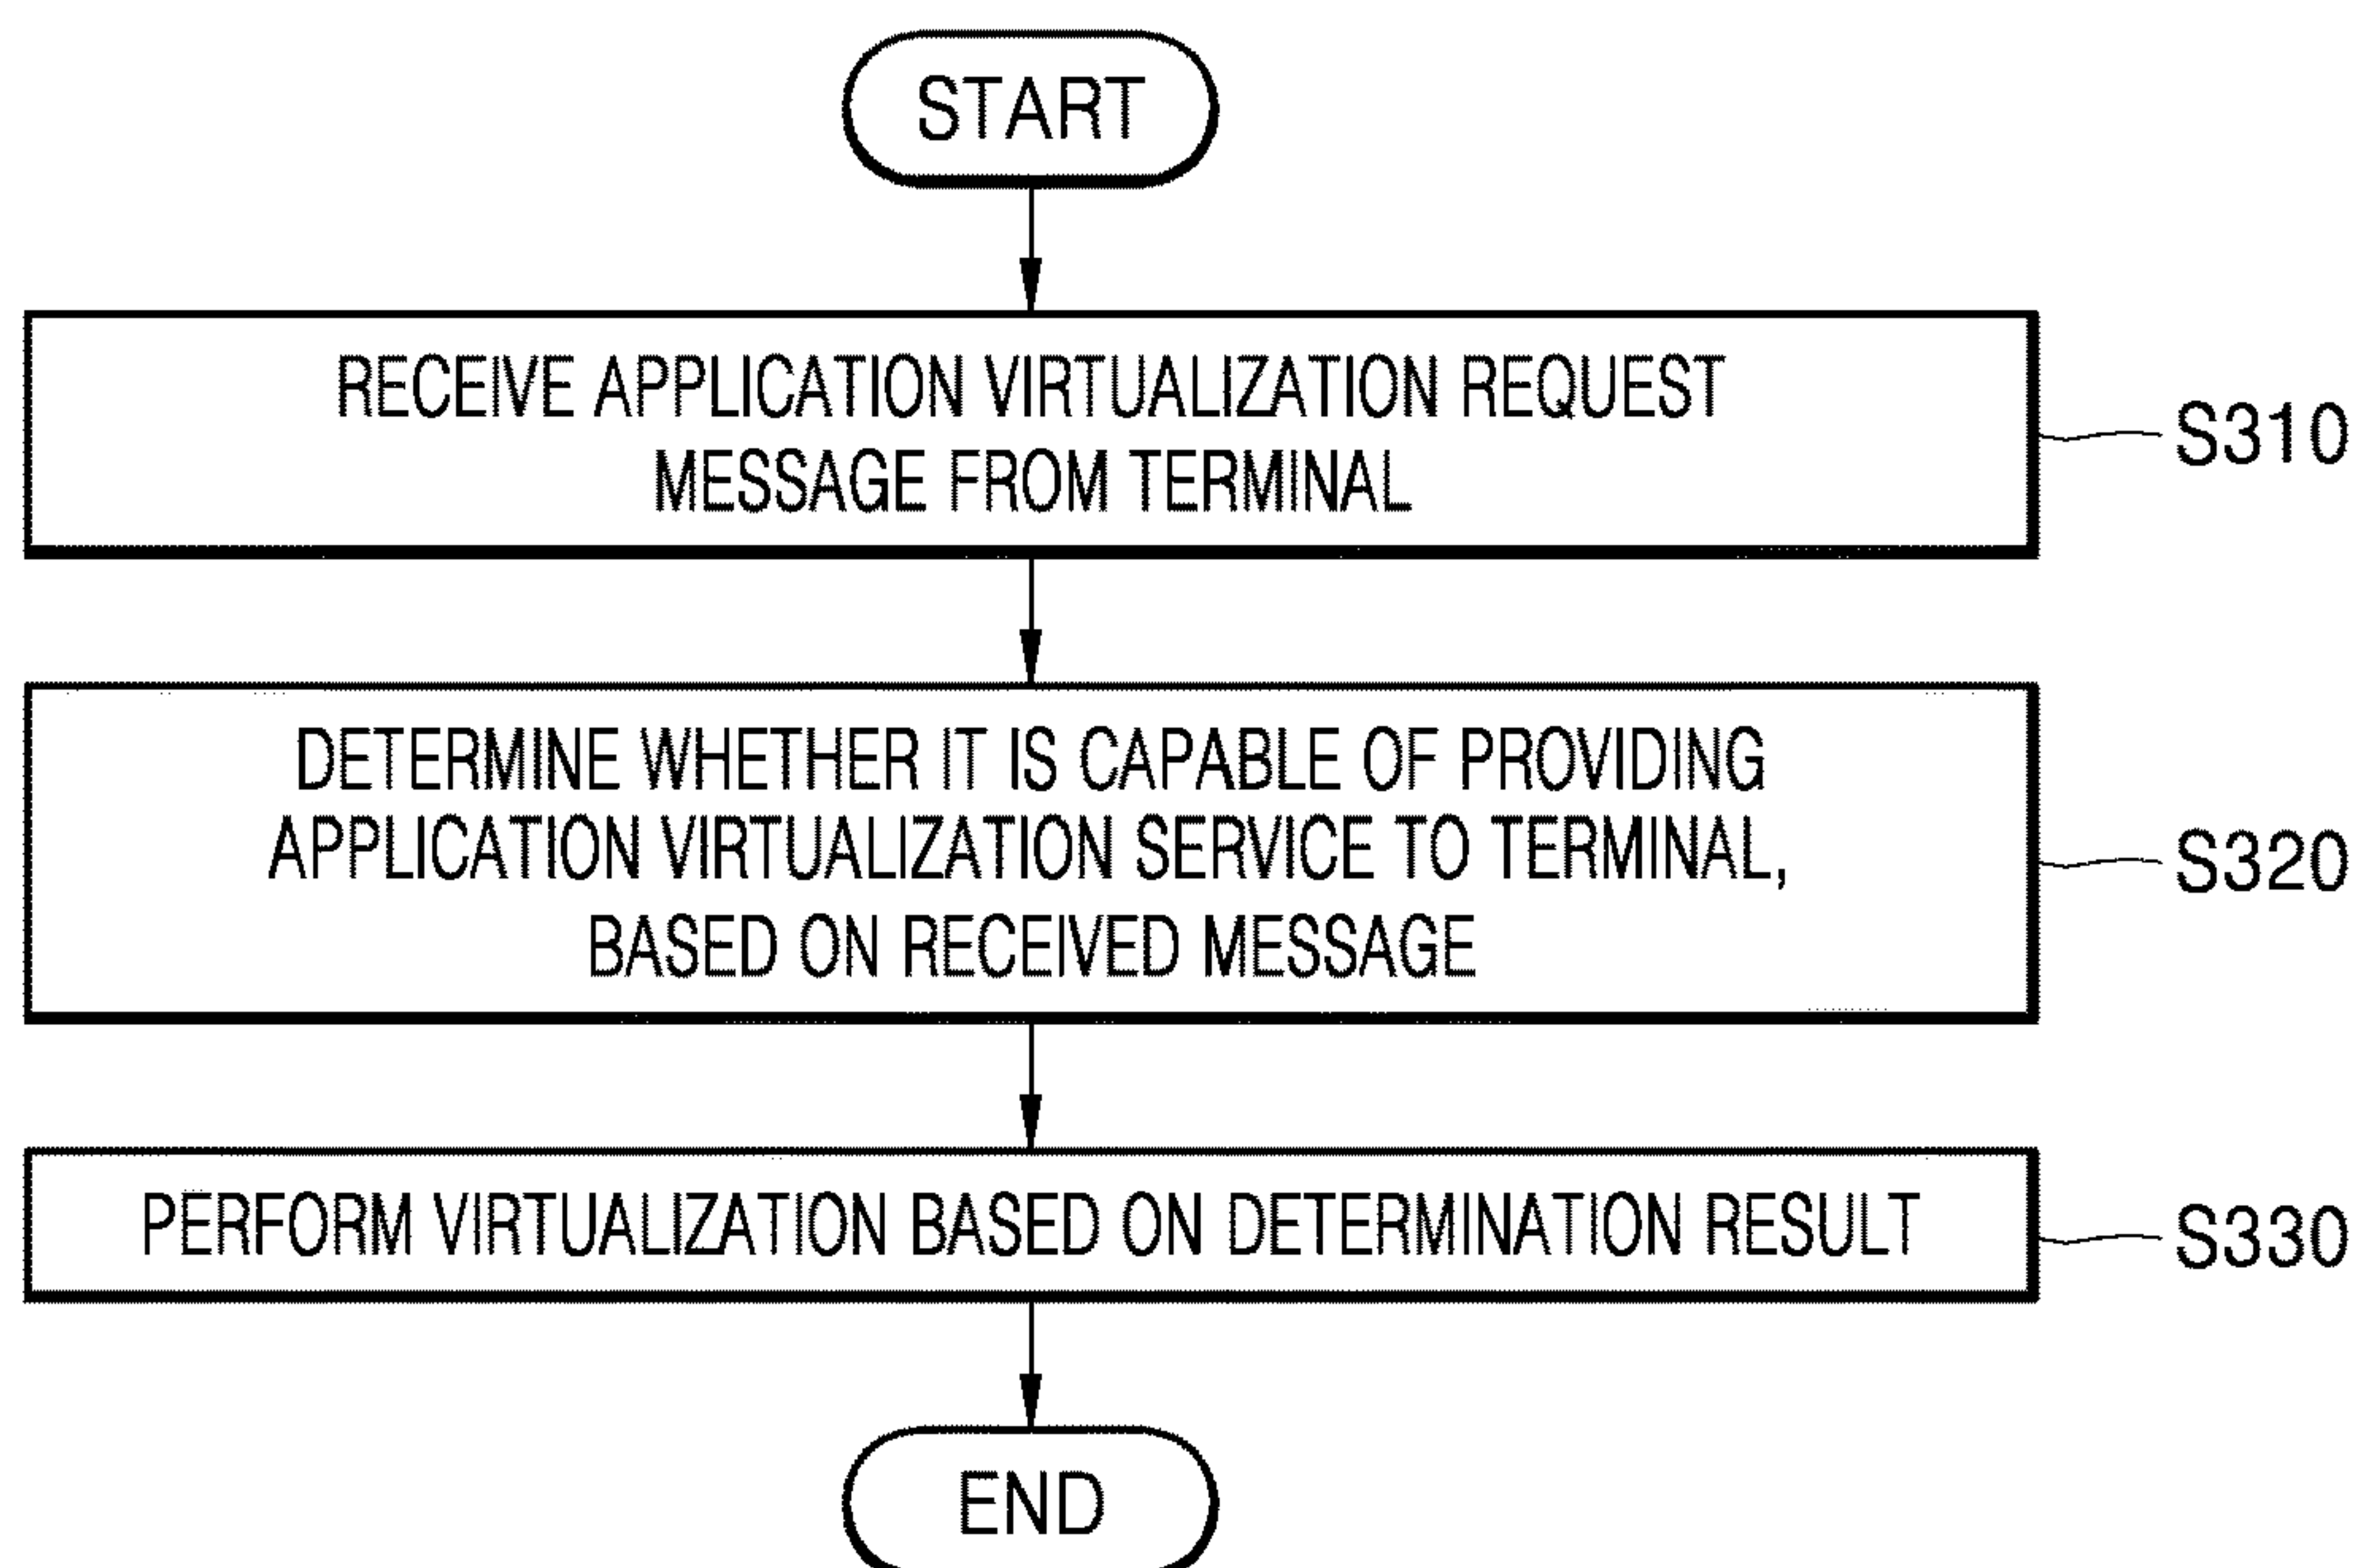 START
RECEIVE APPLICATION VIRTUALIZATION REQUEST
MESSAGE FROM TERMINAL
S310
DETERMINE WHETHER IT IS CAPABLE OF PROVIDING
APPLICATION VIRTUALIZATION SERVICE TO TERMINAL,
BASED ON RECEIVED MESSAGE
S320
PERFORM VIRTUALIZATION BASED ON DETERMINATION RESULT
S330
END